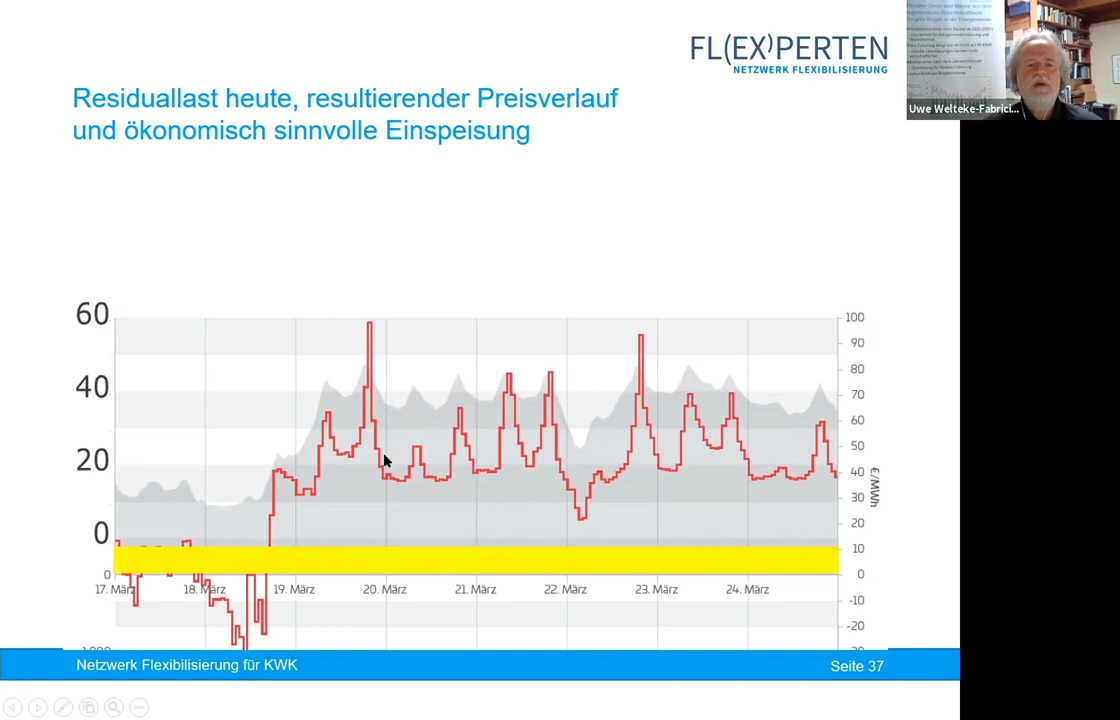 FL(EX)PERTEN
NETZWERK FLEXIBILISIERUNG
Uwe Welteke-Fabrici...
Residuallast heute, resultierender Preisverlauf
und ökonomisch sinnvolle Einspeisung
60
40
20
0
0
100
90
80
70
60
50
40
30
20
10
0
-10
-20
€/MWh
17. März
18. März
19. März
20. März
21. März
22. März
23. März
24. März
Netzwerk Flexibilisierung für KWK
Seite 37